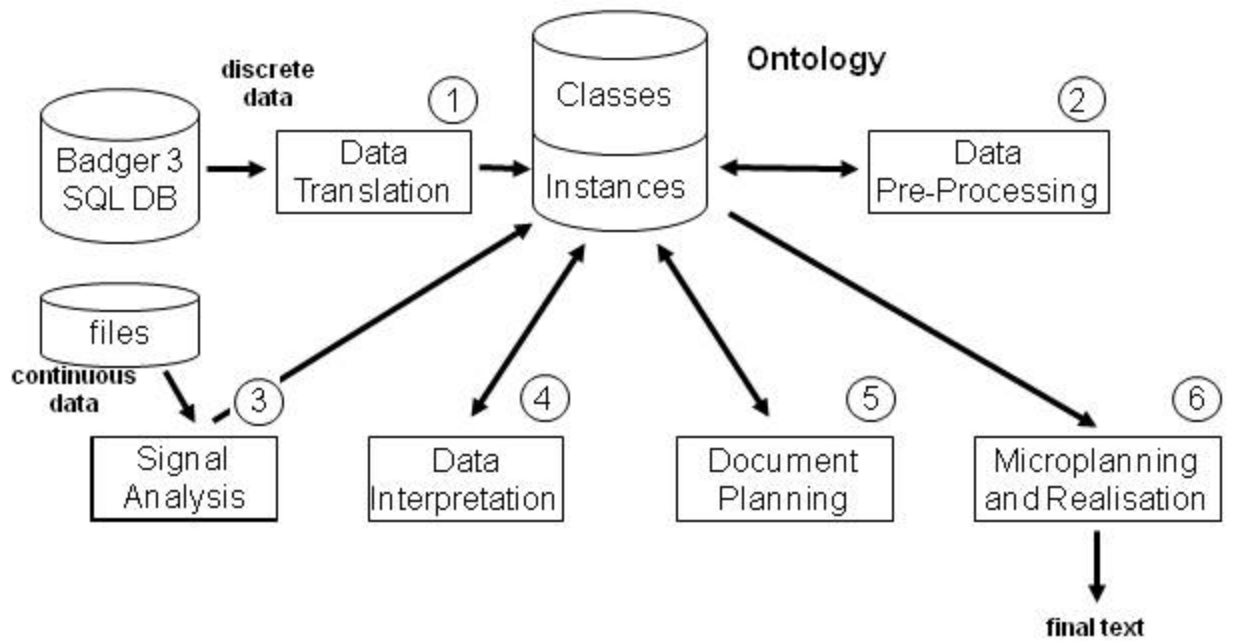 discrete
data
1
Classes
Ontology
2
Badger 3
SQL DB
Data
Translation
Instances
Data
Pre-Processing
files
continuous
data
3
4
5
6
Signal
Analysis
Data
Interpretation
Document
Planning
Microplanning
and Realisation
final text